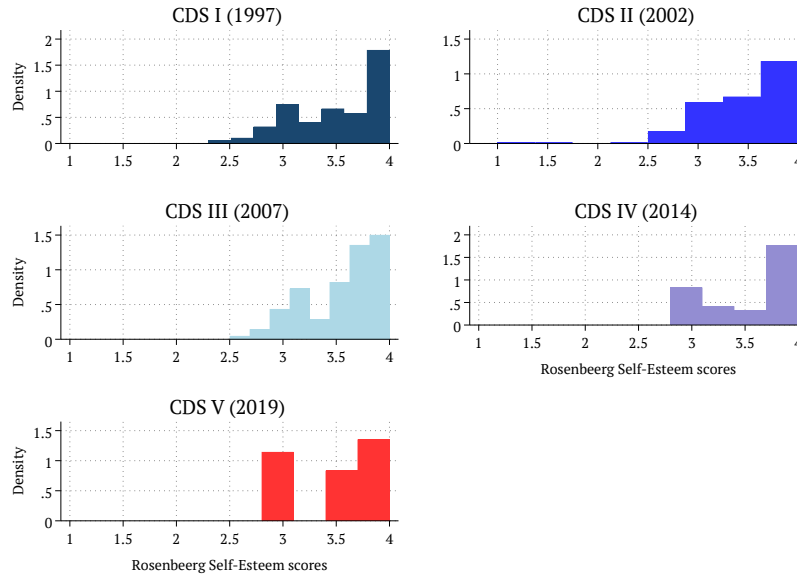 CDS I (1997)
Density
2
1.5
1
.5
0
1 1.5 2 2.5 3 3.5 4
CDS II (2002)
1.5
1
.5
0
1 1.5 2 2.5 3 3.5 4
CDS III (2007)
Density
1.5
1
.5
0
1 1.5 2 2.5 3 3.5 4
CDS IV (2014)
2
1.5
1
.5
0
1 1.5 2 2.5 3 3.5 4
Rosenbeerg Self-Esteem scores
CDS V (2019)
Density
1.5
1
.5
0
1 1.5 2 2.5 3 3.5 4
Rosenbeerg Self-Esteem scores